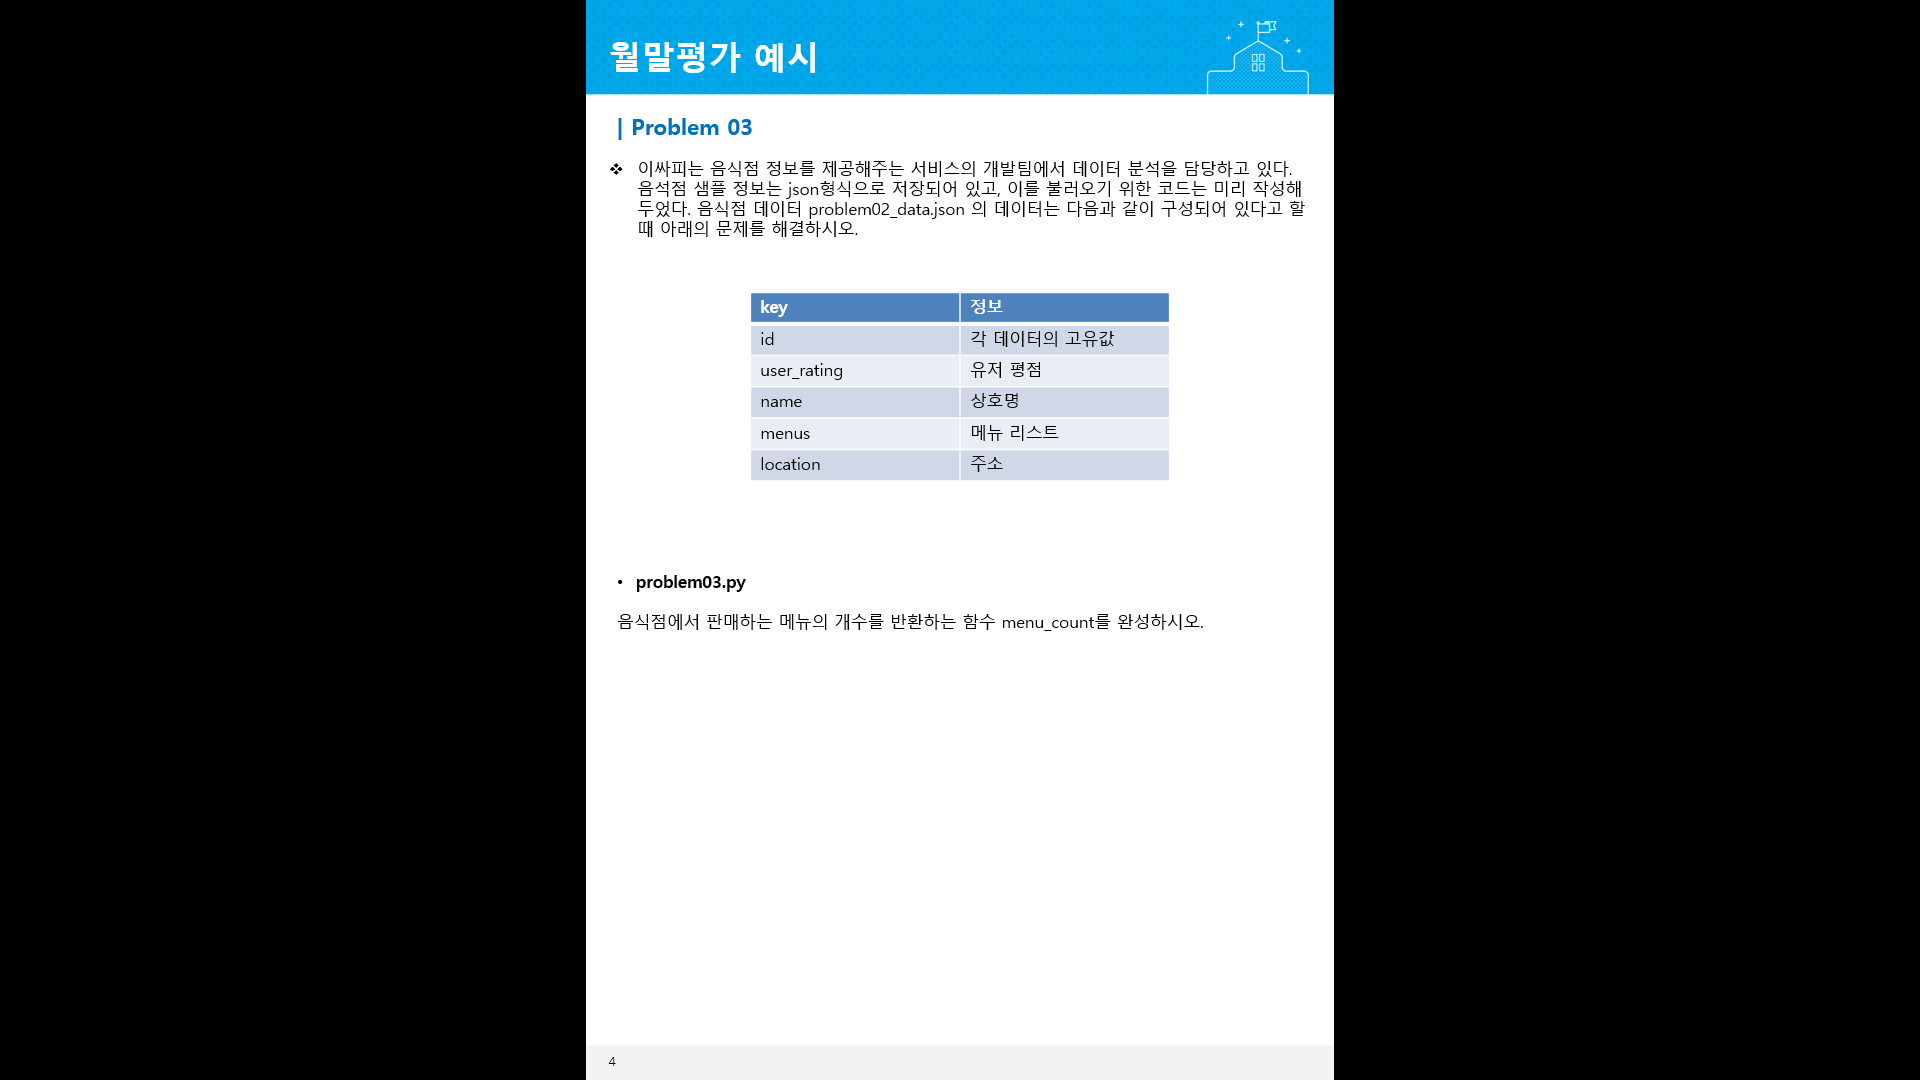 월말평가 예시
| Problem 03
❖ 이싸피는 음식점 정보를 제공해주는 서비스의 개발팀에서 데이터 분석을 담당하고 있다.
음석점 샘플 정보는 json형식으로 저장되어 있고, 이를 불러오기 위한 코드는 미리 작성해
두었다. 음식점 데이터 problem02_data.json 의 데이터는 다음과 같이 구성되어 있다고 할
때 아래의 문제를 해결하시오.
key 정보
id 각 데이터의 고유값
user_rating 유저 평점
name 상호명
menus 메뉴 리스트
location 주소
• problem03.py
음식점에서 판매하는 메뉴의 개수를 반환하는 함수 menu_count를 완성하시오.
4